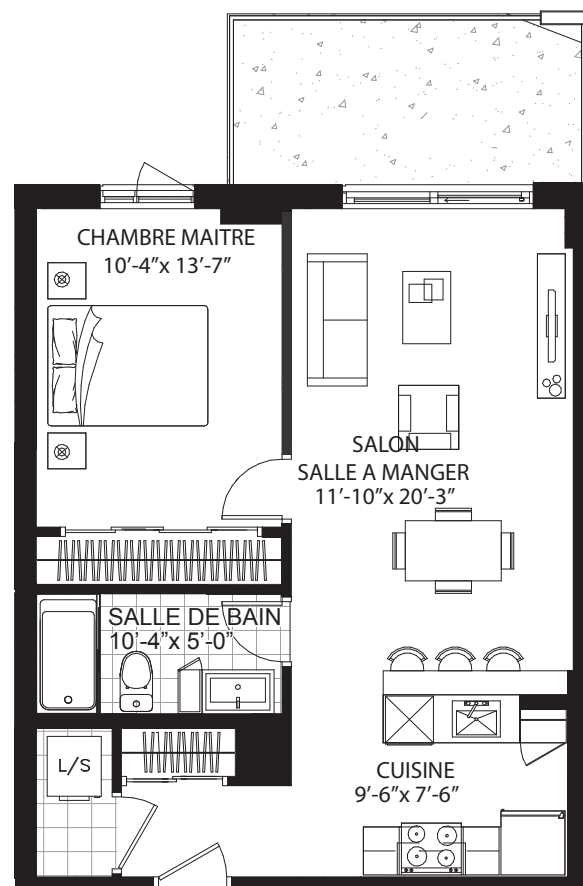 CHAMBRE MAITRE
10’-4”x 13’-7”
SALON
SALLE A MANGER
11’-10”x 20’-3”
SALLE DE BAIN
10’-4”x 5’-0”
L/S
CUISINE
9’-6”x 7’-6”